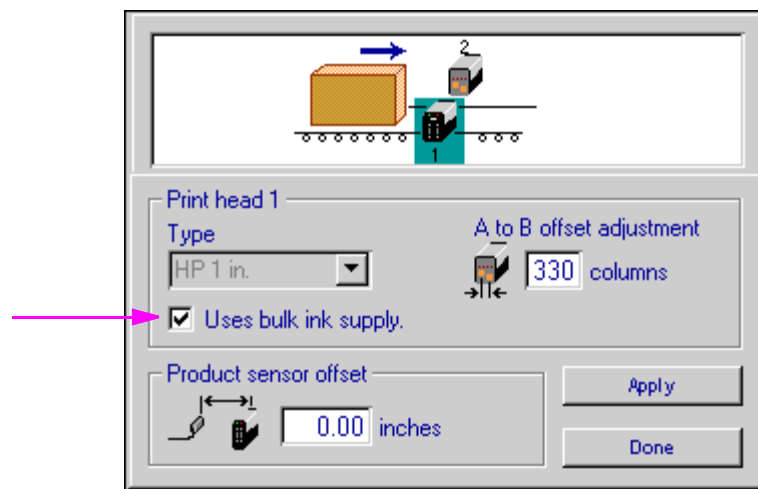 2
1
Print head 1
Type
A to B offset adjustment
HP 1 in.
330 columns
Uses bulk ink supply.
Product sensor offset
0.00 inches
Apply
Done